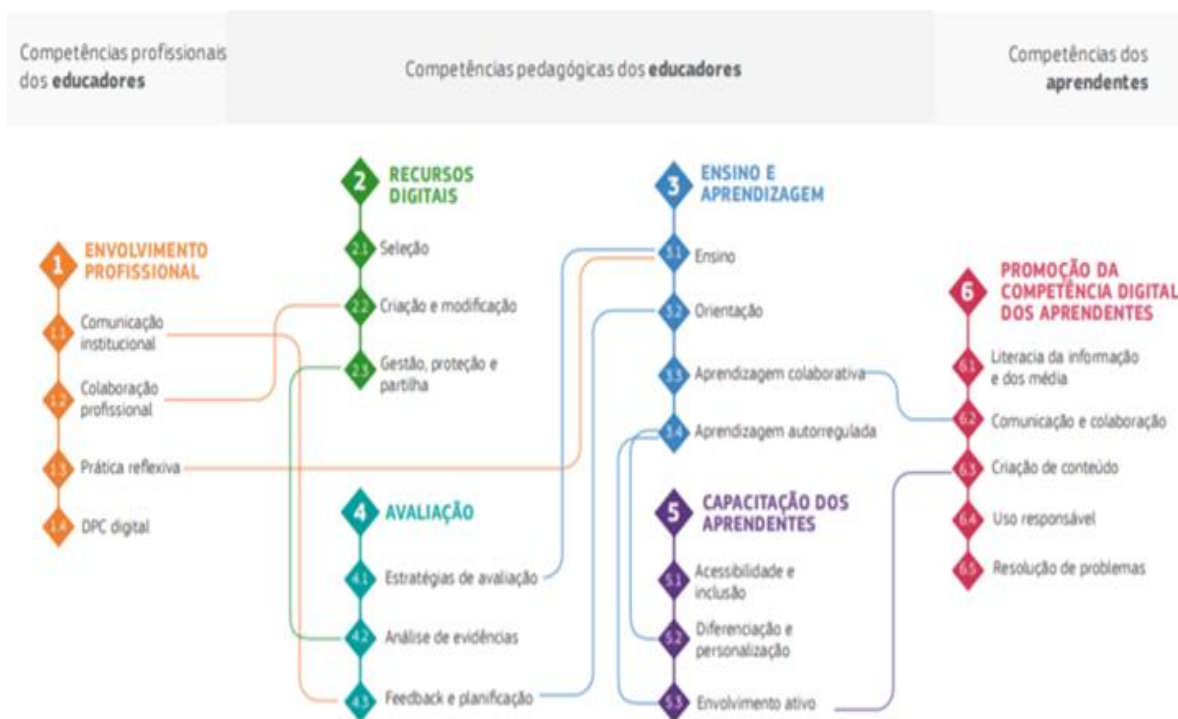 Competências profissionais
dos educadores
Competências pedagógicas dos educadores
Competências dos
aprendentes
1
ENVOLVIMENTO
PROFISSIONAL
1.1
Comunicação
institucional
1.2
Colaboração
profissional
1.3
Prática reflexiva
1.4
DPC digital
2
RECURSOS
DIGITAIS
2.1
Seleção
2.2
Criação e modificação
2.3
Gestão, proteção e
partilha
3
ENSINO E
APRENDIZAGEM
3.1
Ensino
3.2
Orientação
3.3
Aprendizagem colaborativa
3.4
Aprendizagem autorregulada
4
AVALIAÇÃO
4.1
Estratégias de avaliação
4.2
Análise de evidências
4.3
Feedback e planificação
5
CAPACITAÇÃO DOS
APRENDENTES
5.1
Acessibilidade e
inclusão
5.2
Diferenciação e
personalização
5.3
Envolvimento ativo
6
PROMOÇÃO DA
COMPETÊNCIA DIGITAL
DOS APRENDENTES
6.1
Literacia da informação
e dos média
6.2
Comunicação e colaboração
6.3
Criação de conteúdo
6.4
Uso responsável
6.5
Resolução de problemas